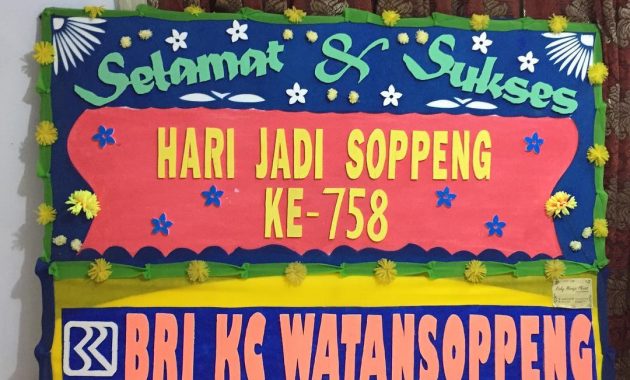 Selamat & Sukses
HARI JADI SOPPENG
KE-758
BRI KC WATANSOPPENG